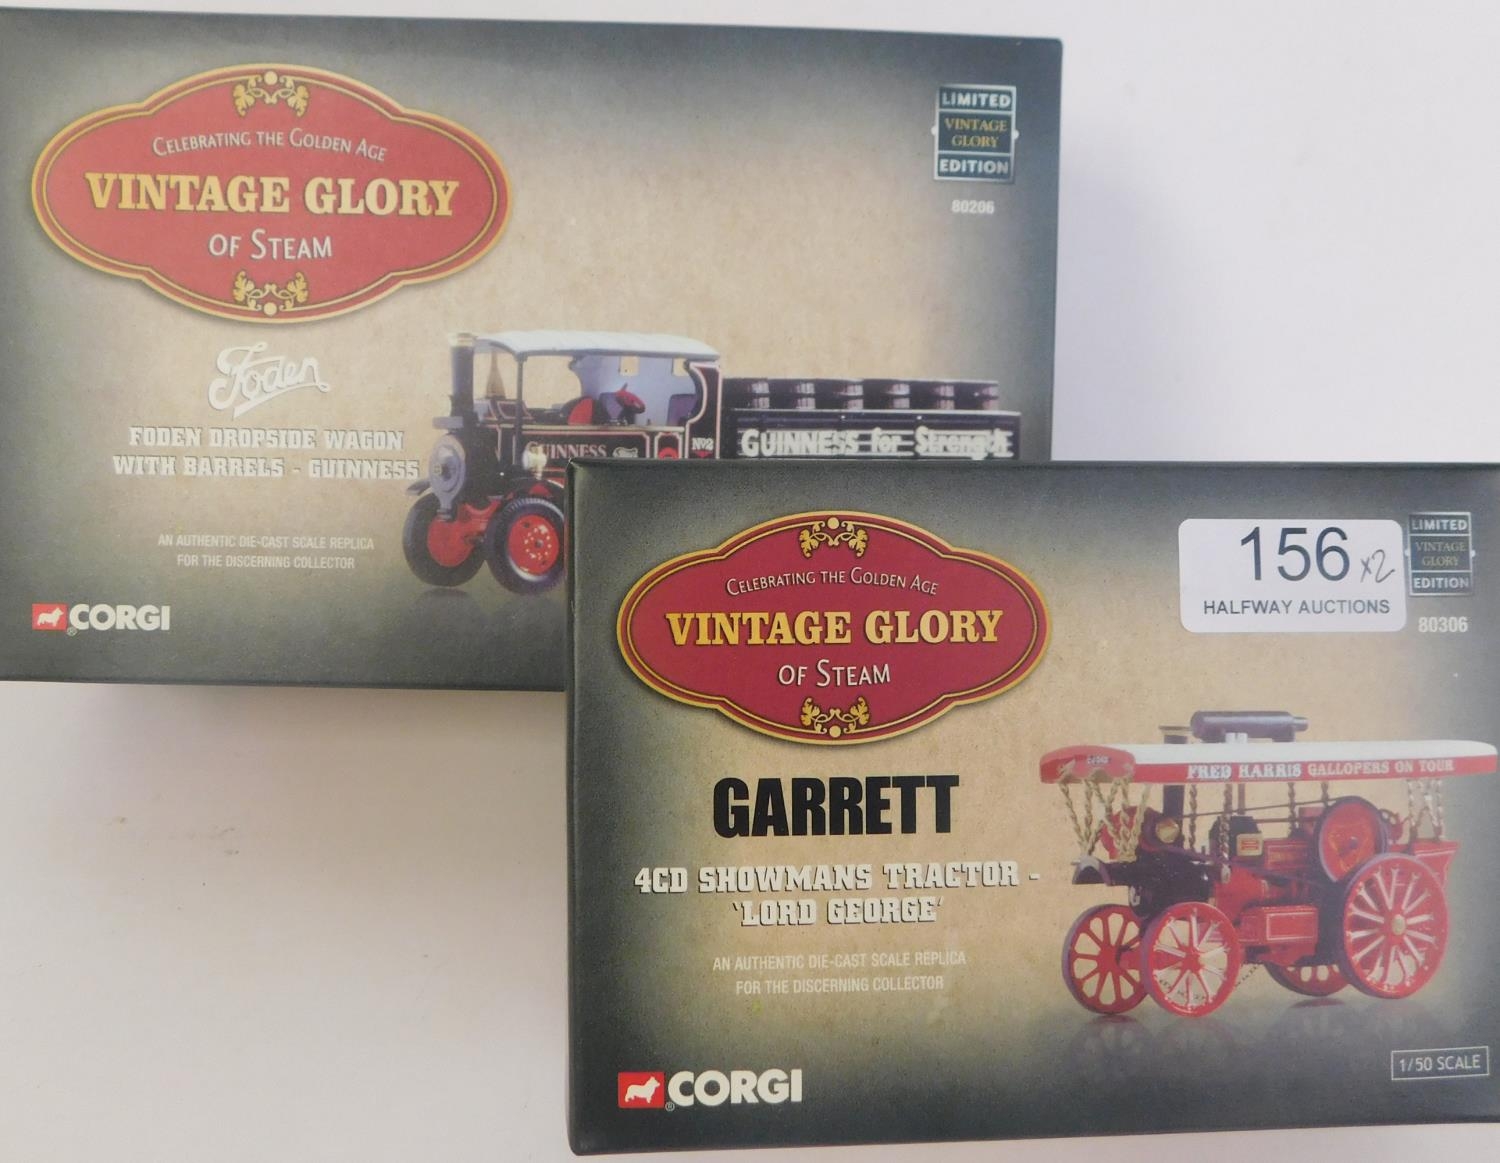 CELEBRATING THE GOLDEN AGE
VINTAGE GLORY
OF STEAM
LIMITED
VINTAGE
GLORY
EDITION
80206
Foden
FODEN DROPSIDE WAGON
WITH BARRELS - GUINNESS
AN AUTHENTIC DIE-CAST SCALE REPLICA
FOR THE DISCERNING COLLECTOR
CORGI
GUINNESS
Nº2
GUINNESS for Strength
CELEBRATING THE GOLDEN AGE
VINTAGE GLORY
OF STEAM
156 x2
HALFWAY AUCTIONS
LIMITED
VINTAGE
GLORY
EDITION
80306
GARRETT
4CD SHOWMANS TRACTOR -
'LORD GEORGE'
AN AUTHENTIC DIE-CAST SCALE REPLICA
FOR THE DISCERNING COLLECTOR
FRED HARRIS GALLOPERS ON TOUR
CORGI
1/50 SCALE